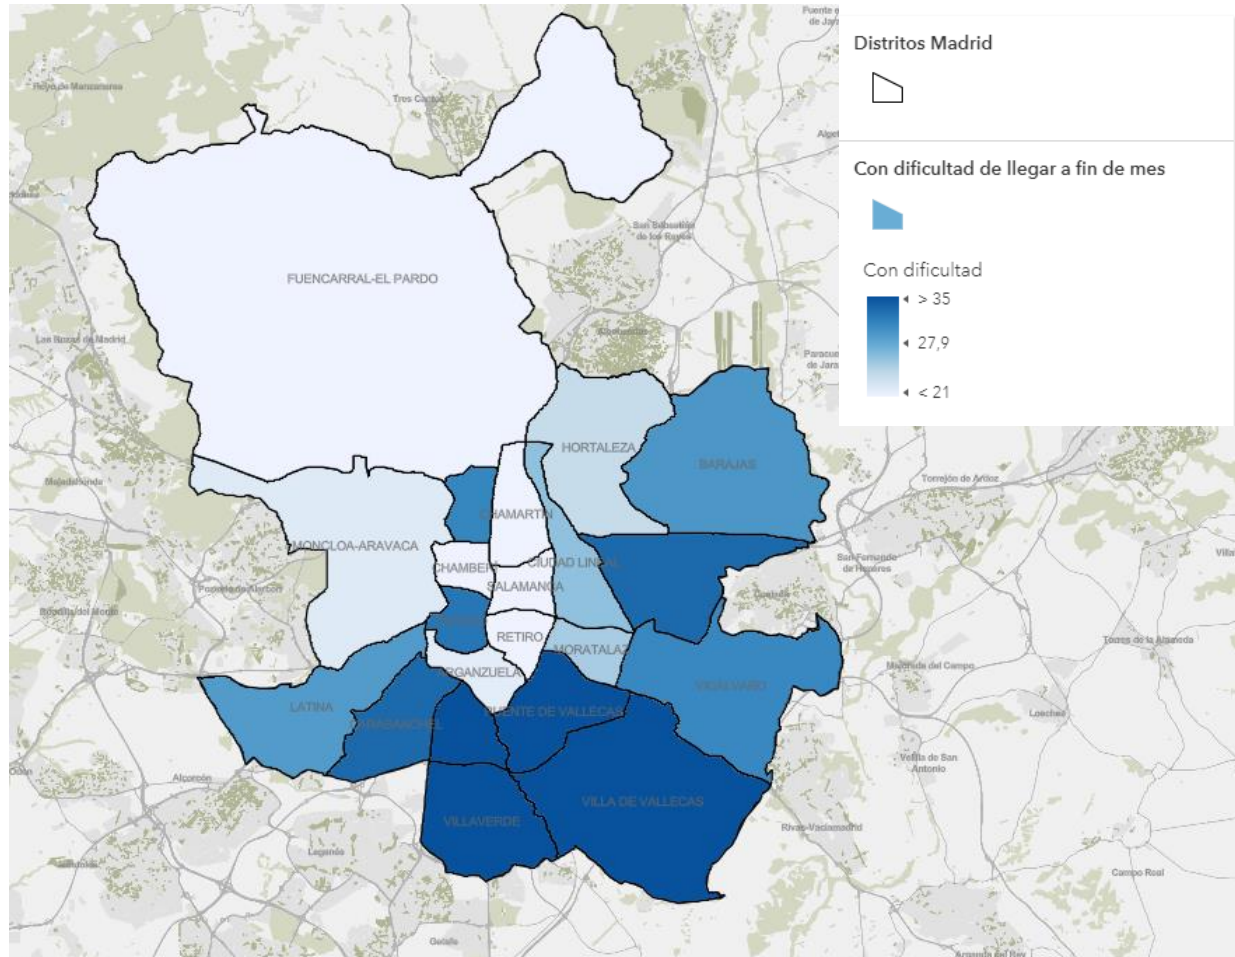 Distritos Madrid
Con dificultad de llegar a fin de mes
Con dificultad
> 35
27,9
< 21
Hoyo de Manzanares
San Sebastián
de los Reyes
FUENCARRAL-EL PARDO
Las Rozas de Madrid
HORTALEZA
BARAJAS
Torrejón de Ardoz
Majadahonda
CHAMARTÍN
MONCLOA-ARAVACA
San Fernando
de Henares
CIUDAD LINEAL
CHAMBERÍ
SALAMANCA
Pozuelo de Alarcón
Boadilla del Monte
RETIRO
Torres de la Alameda
MORATALAZ
Mejorada del Campo
ARGANZUELA
VICÁLVARO
LATINA
PUENTE DE VALLECAS
CARABANCHEL
Loeches
Velilla de San
Antonio
Alcorcón
VILLA DE VALLECAS
VILLAVERDE
Rivas-Vaciamadrid
Leganés
Campo Real
Getafe
Arganda del Rey